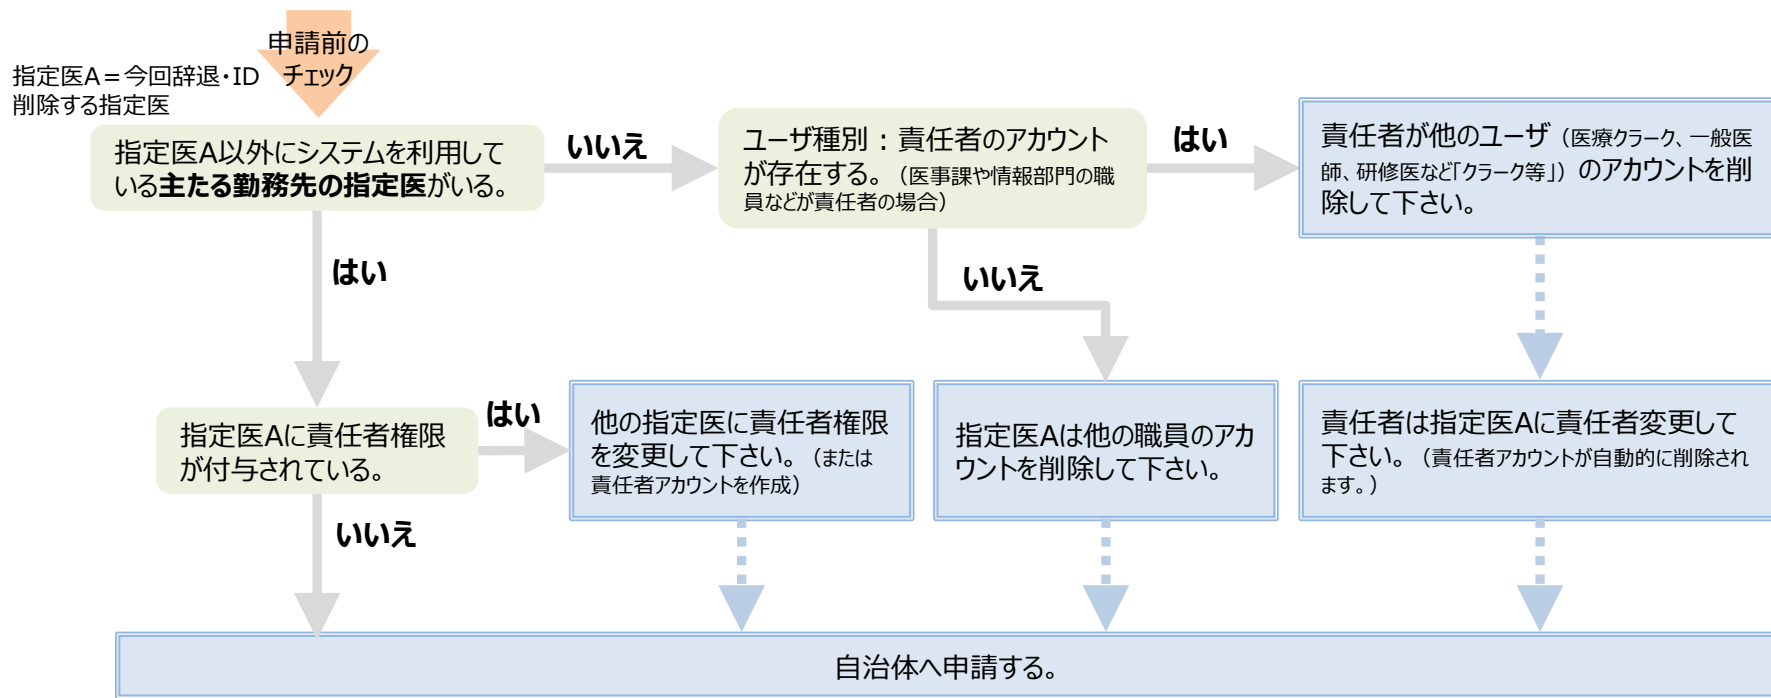 申請前の
チェック
指定医A＝今回辞退・ID
削除する指定医
指定医A以外にシステムを利用して
いる主たる勤務先の指定医がいる。
いいえ
ユーザ種別：責任者のアカウント
が存在する。（医事課や情報部門の職
員などが責任者の場合）
はい
責任者が他のユーザ（医療クラーク、一般医
師、研修医など「クラーク等」）のアカウントを削
除して下さい。
はい
いいえ
指定医Aに責任者権限
が付与されている。
はい
他の指定医に責任者権限
を変更して下さい。（または
責任者アカウントを作成）
指定医Aは他の職員のアカ
ウントを削除して下さい。
責任者は指定医Aに責任者変更して
下さい。（責任者アカウントが自動的に削除され
ます。）
いいえ
自治体へ申請する。